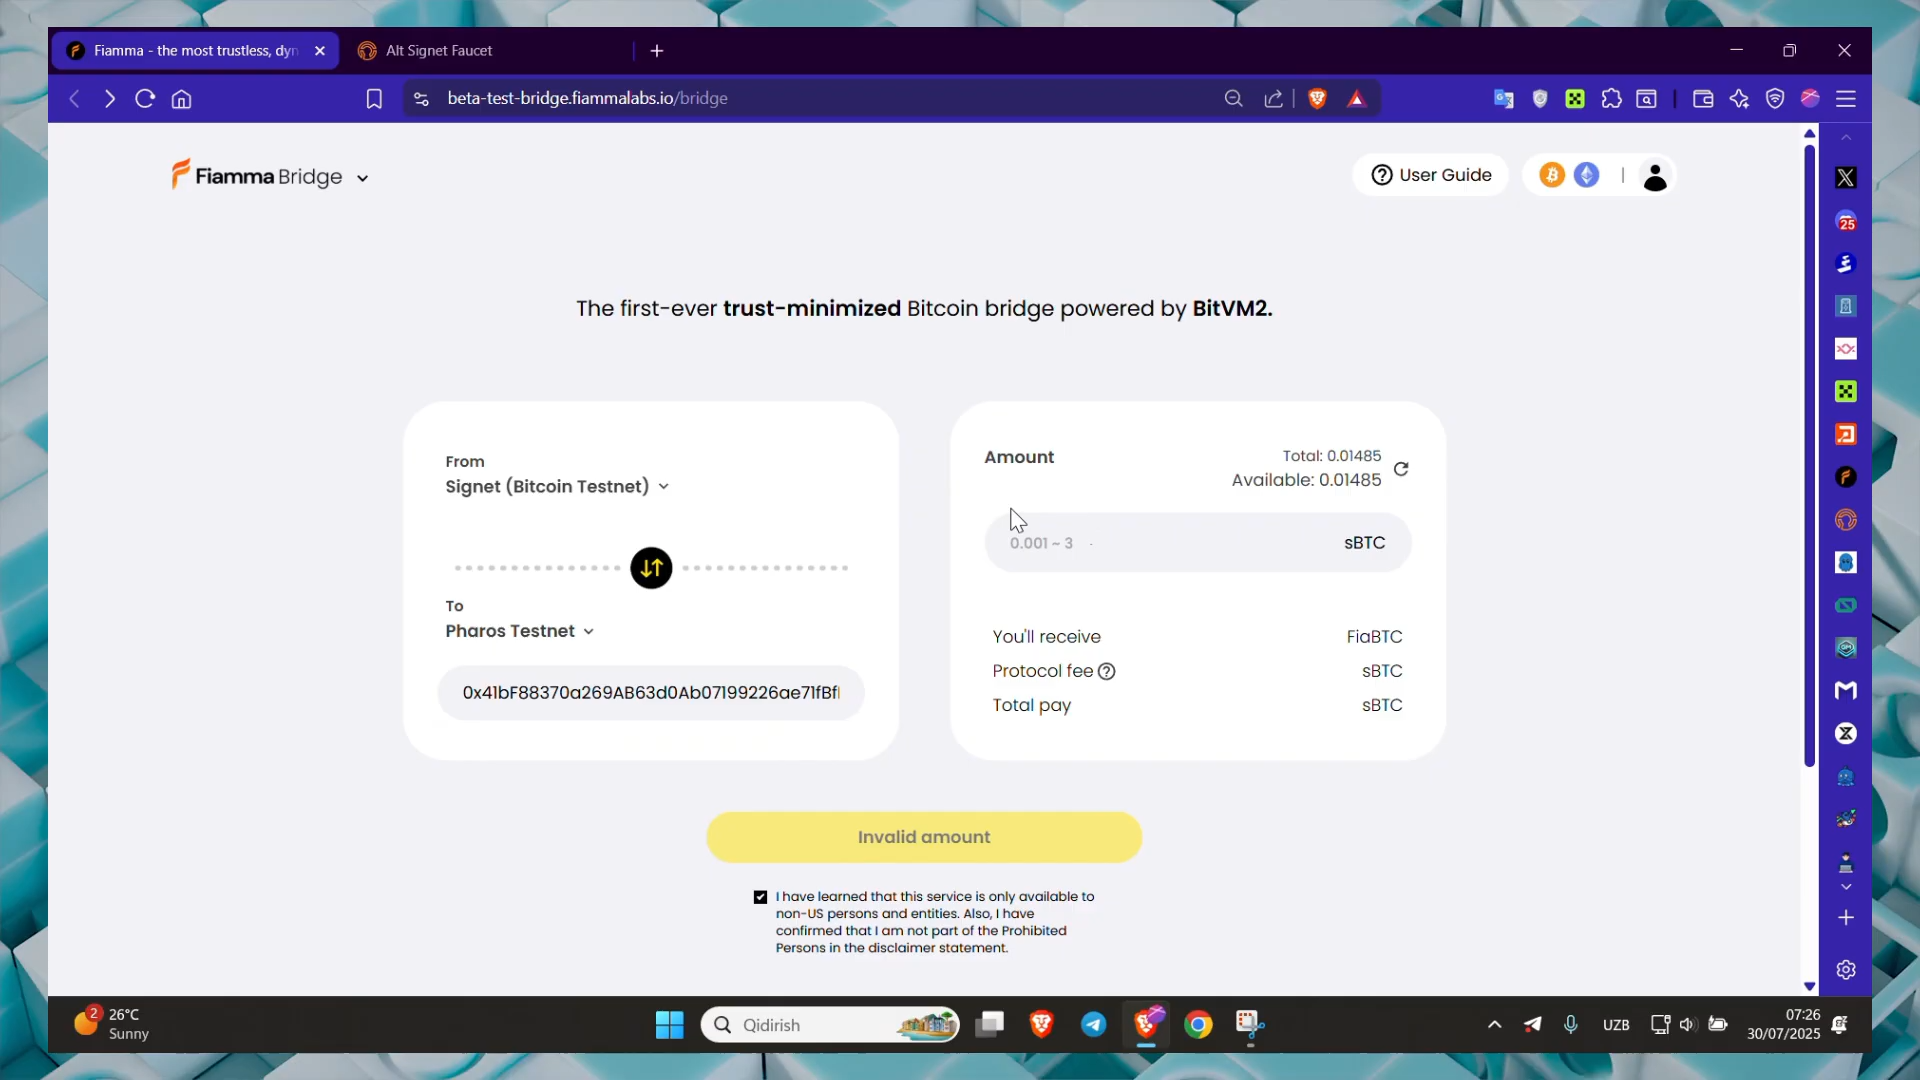 Fiamma - the most trustless, dyn
Alt Signet Faucet
beta-test-bridge.fiammalabs.io/bridge
Fiamma Bridge
User Guide
The first-ever trust-minimized Bitcoin bridge powered by BitVM2.
From
Signet (Bitcoin Testnet)
To
Pharos Testnet
0x41bF88370a269AB63d0Ab07199226ae71fBf
Amount
Total: 0.01485
Available: 0.01485
0.001 ~ 3
sBTC
You'll receive
FiaBTC
Protocol fee
sBTC
Total pay
sBTC
Invalid amount
I have learned that this service is only available to
non-US persons and entities. Also, I have
confirmed that I am not part of the Prohibited
Persons in the disclaimer statement.
25
2
26°C
Sunny
Qidirish
UZB
07:26
30/07/2025